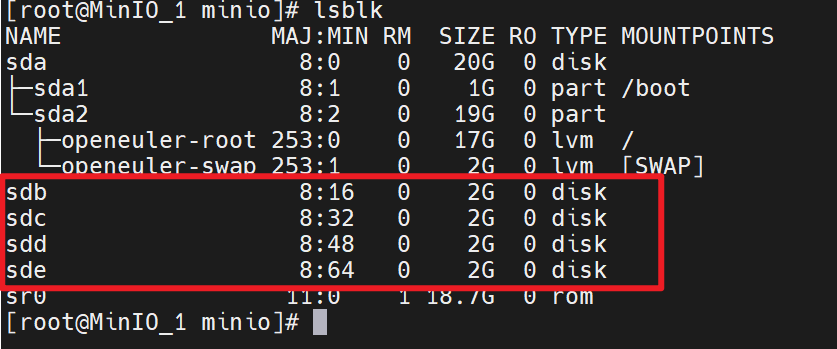 [root@MinIO_1 minio]# lsblk
NAME                MAJ:MIN RM  SIZE RO TYPE MOUNTPOINTS
sda                   8:0    0   20G  0 disk
├─sda1                8:1    0    1G  0 part /boot
└─sda2                8:2    0   19G  0 part
  ├─openeuler-root 253:0    0   17G  0 lvm  /
  └─openeuler-swap 253:1    0    2G  0 lvm  [SWAP]
sdb                   8:16   0    2G  0 disk
sdc                   8:32   0    2G  0 disk
sdd                   8:48   0    2G  0 disk
sde                   8:64   0    2G  0 disk
sr0                  11:0    1 18.7G  0 rom
[root@MinIO_1 minio]#